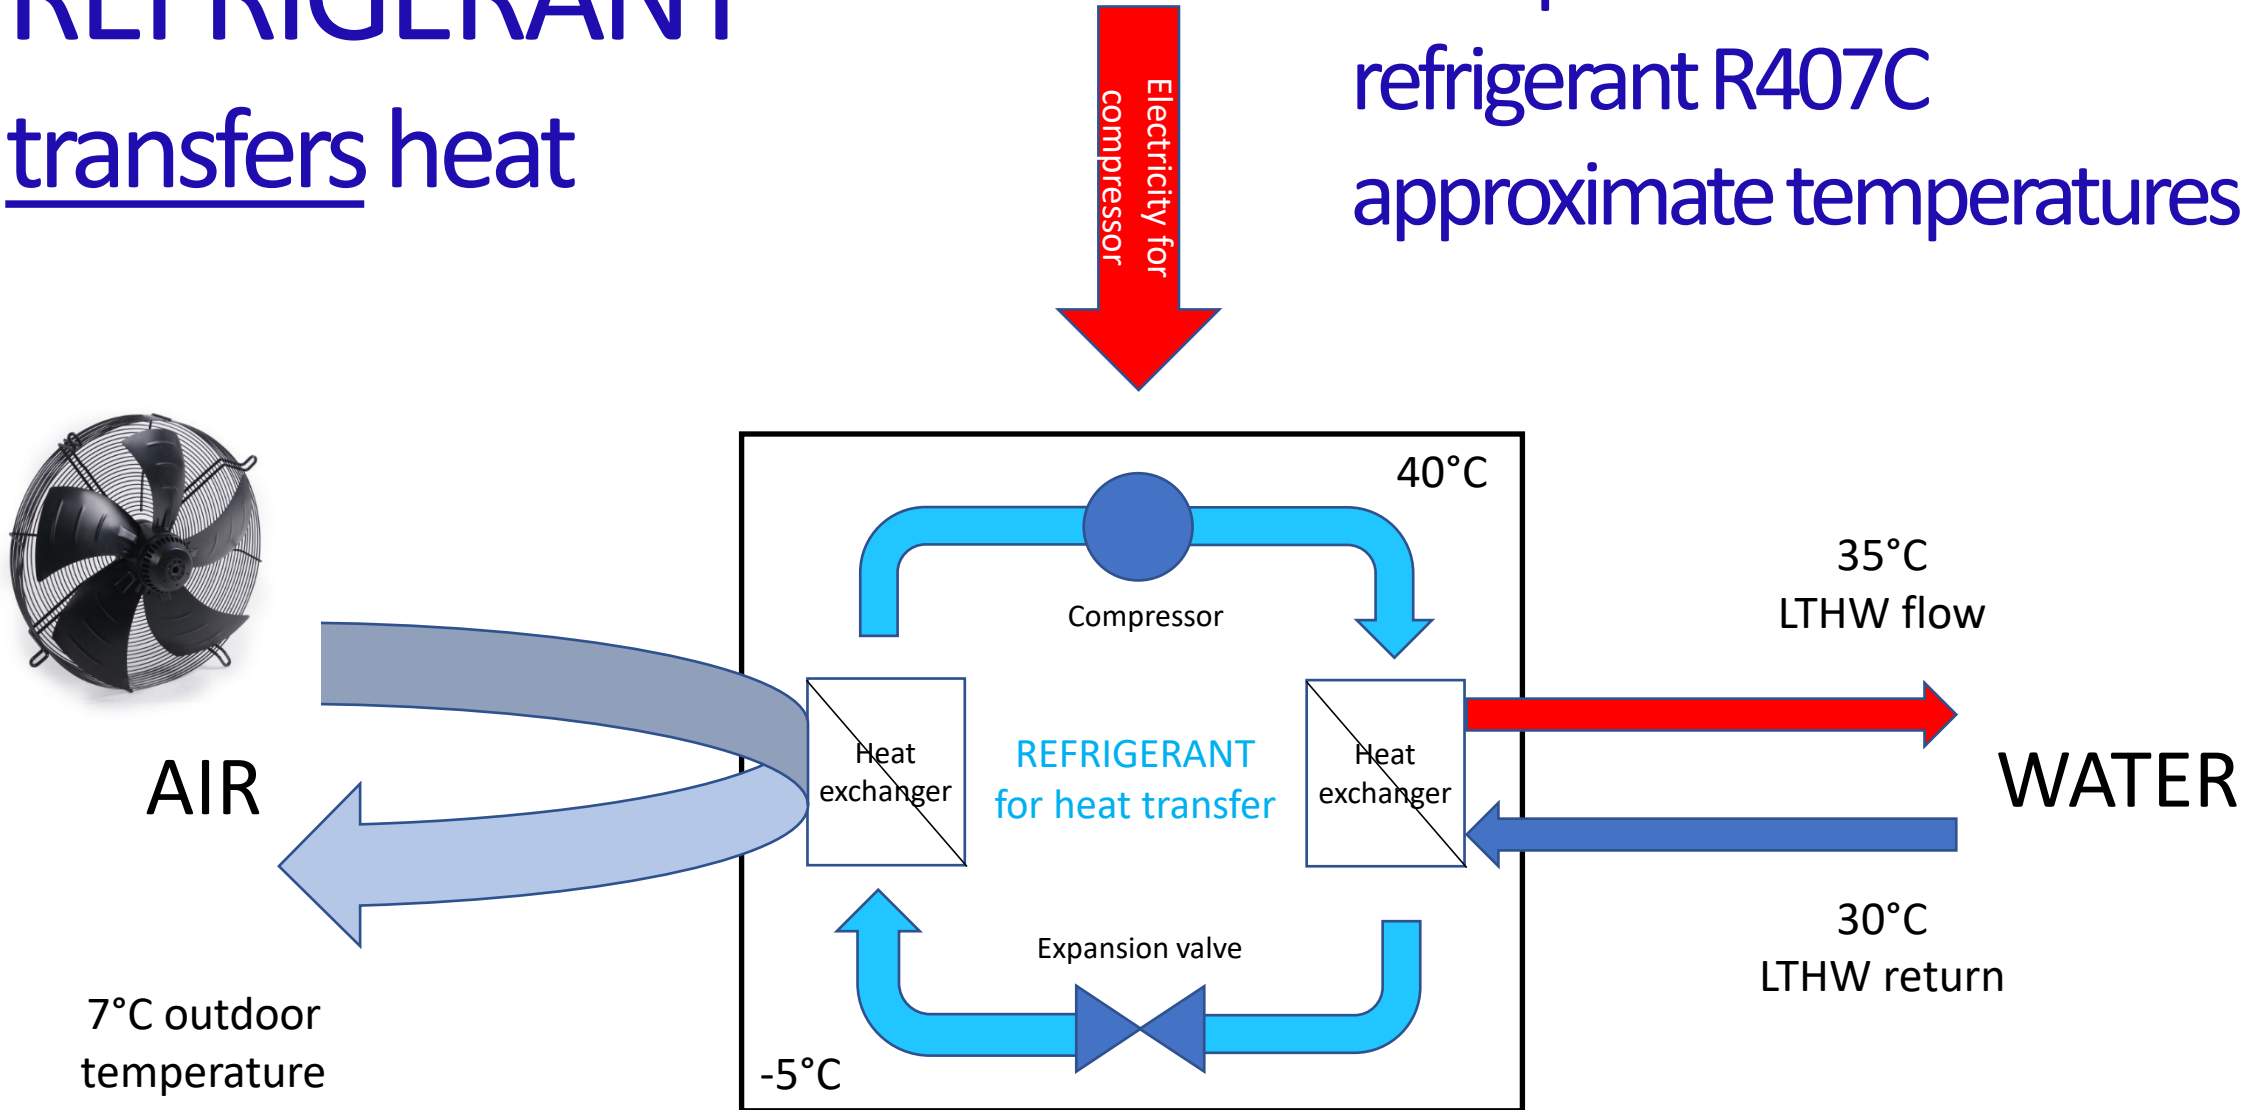 REFRIGERANT
transfers heat
refrigerant R407C
approximate temperatures
Electricity for
compressor
40°C
Compressor
35°C
LTHW flow
Heat
exchanger
REFRIGERANT
for heat transfer
Heat
exchanger
AIR
WATER
Expansion valve
30°C
LTHW return
7°C outdoor
temperature
-5°C